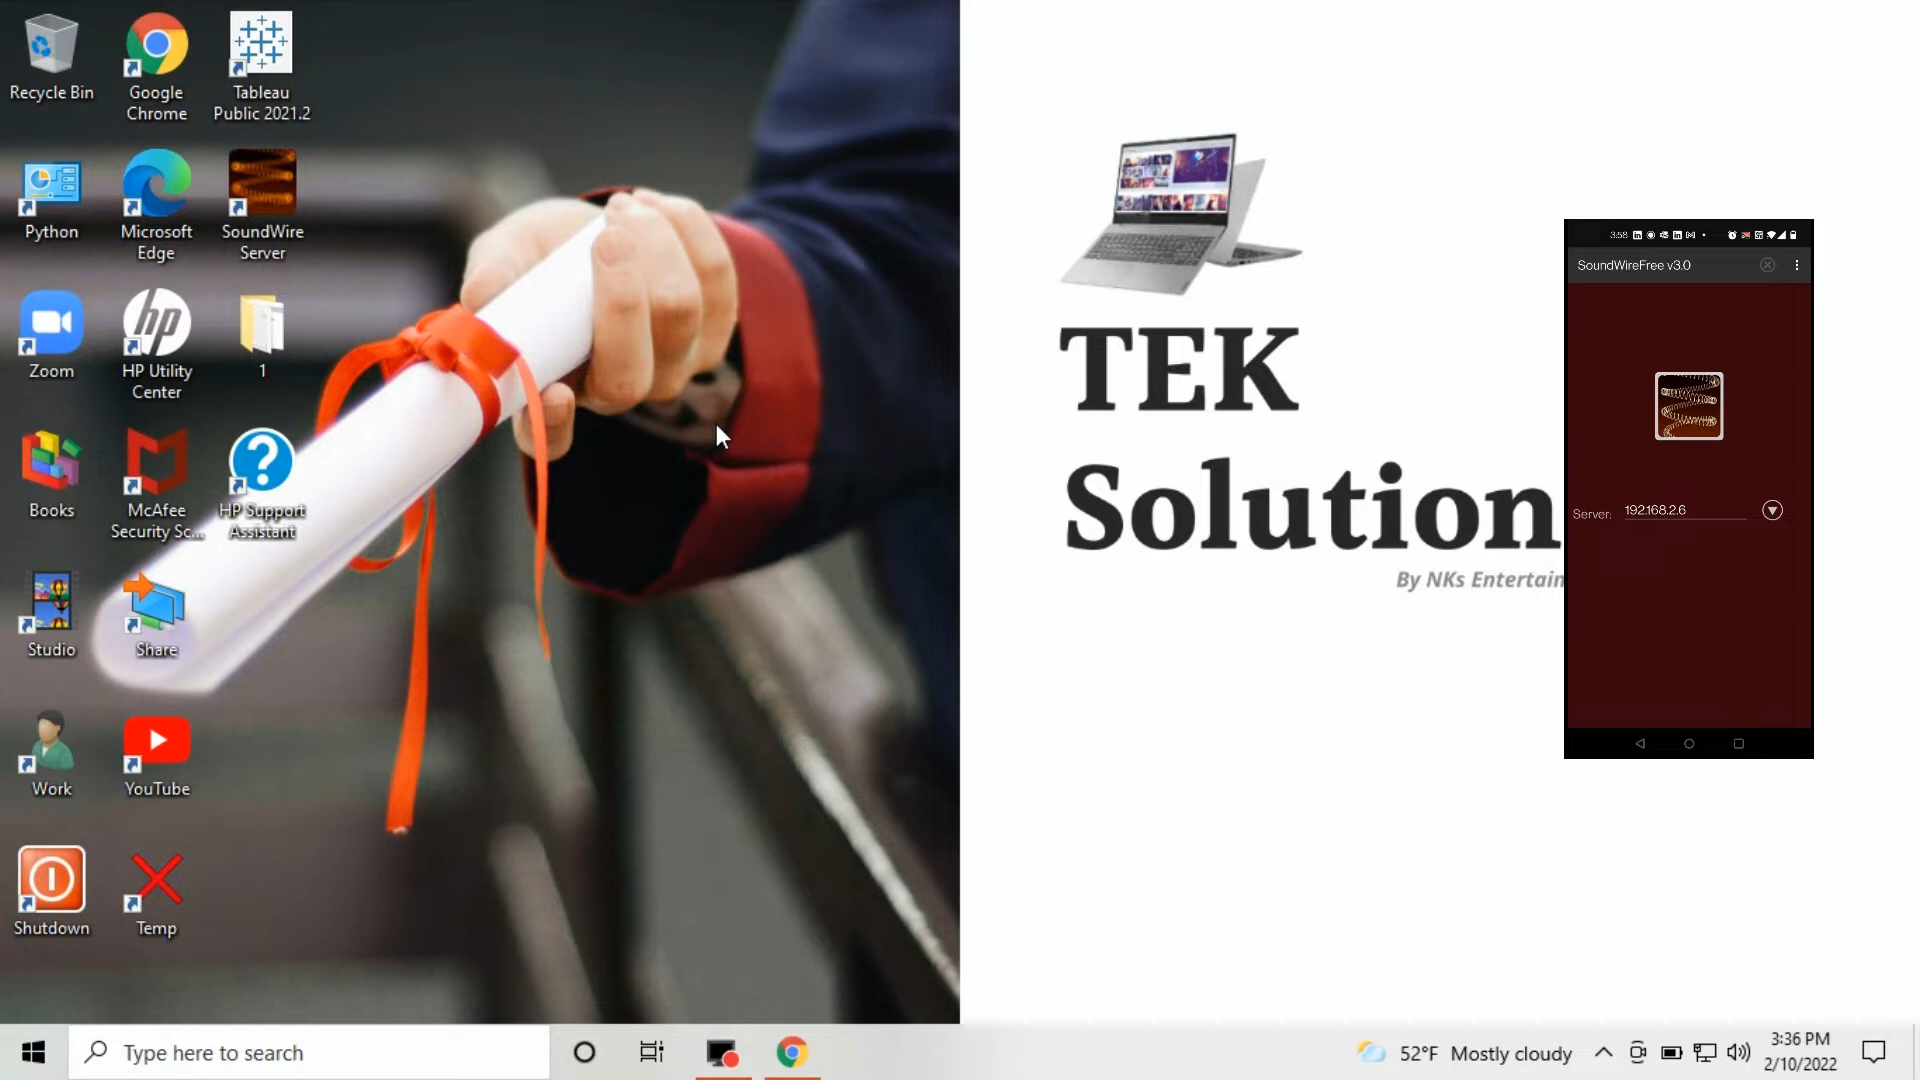 Recycle Bin
Google
Chrome
Tableau
Public 2021.2
Python
Microsoft
Edge
SoundWire
Server
Zoom
hp
HP Utility
Center
1
Books
McAfee
Security Sc...
HP Support
Assistant
Studio
Share
Work
YouTube
Shutdown
Temp
TEK
Solution
By NKs Entertain
3:58
SoundWireFree v3.0
Server:
192.168.2.6
Type here to search
52°F Mostly cloudy
3:36 PM
2/10/2022